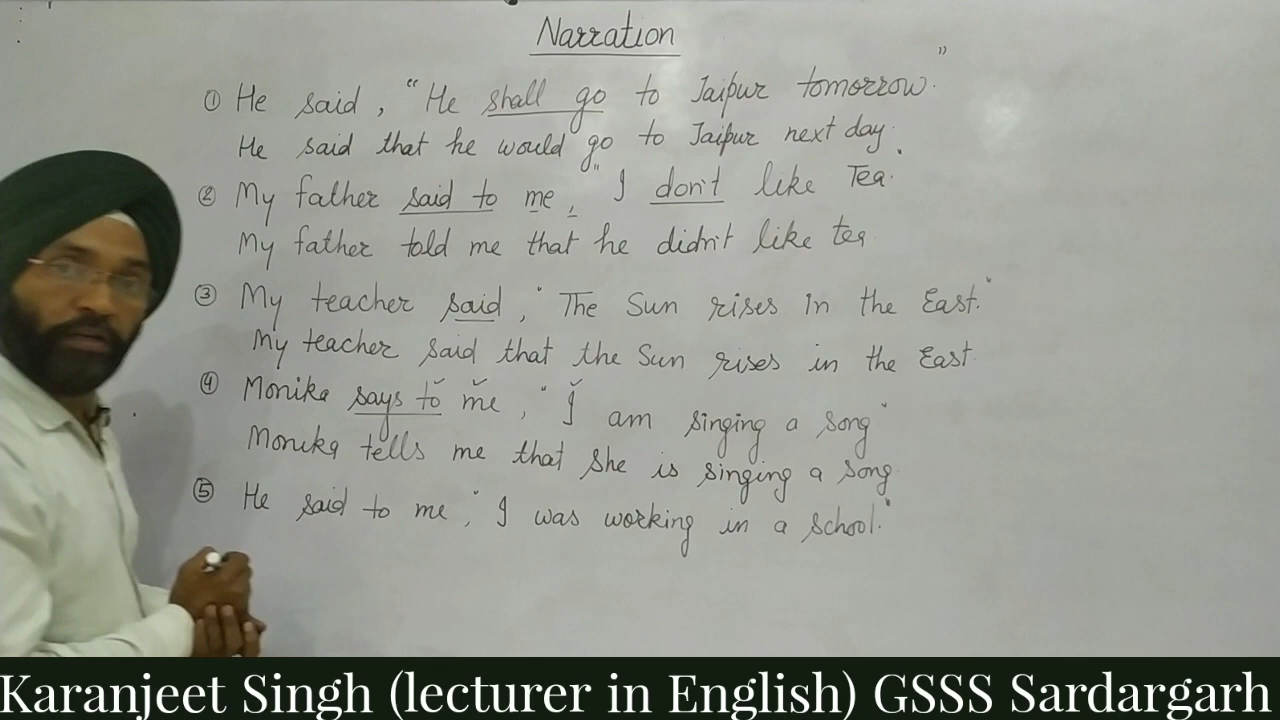 Narration
① He said, "He shall go to Jaipur tomorrow."
He said that he would go to Jaipur next day.
② My father said to me, "I don't like Tea."
My father told me that he didn't like tea
③ My teacher said, "The Sun rises in the East."
My teacher said that the Sun rises in the East
④ Monika says to me, "I am singing a song"
Monika tells me that she is singing a song
⑤ He said to me, "I was working in a school."
Karanjeet Singh (lecturer in English) GSSS Sardargarh